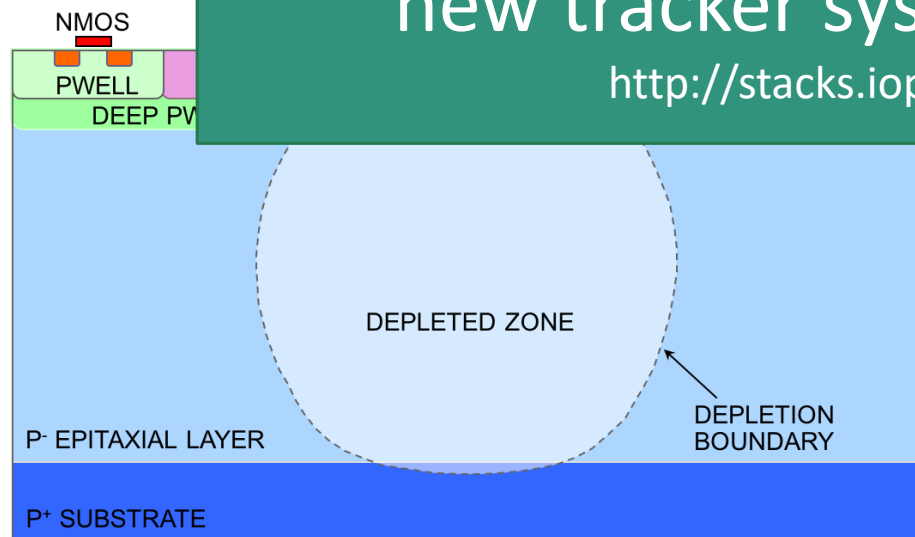 new tracker sys
http://stacks.iop
NMOS
PWELL
DEEP PW
DEPLETED ZONE
DEPLETION
BOUNDARY
P- EPITAXIAL LAYER
P+ SUBSTRATE